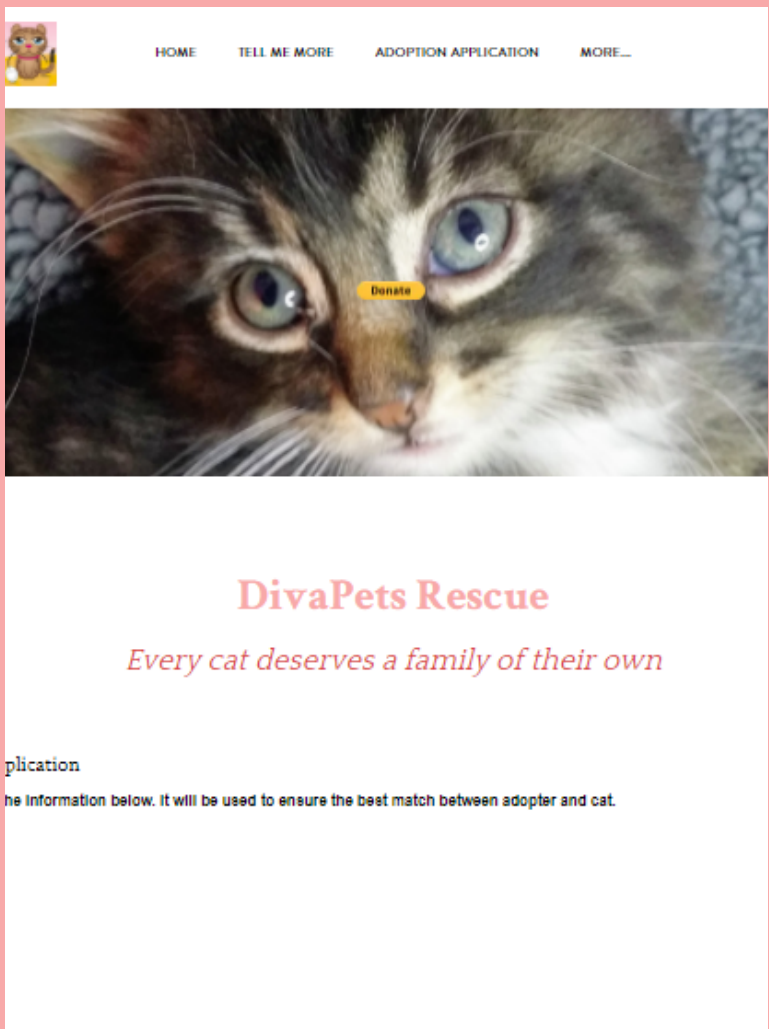 HOME TELL ME MORE ADOPTION APPLICATION MORE...
Donate
DivaPets Rescue
Every cat deserves a family of their own
plication
he information below. It will be used to ensure the best match between adopter and cat.